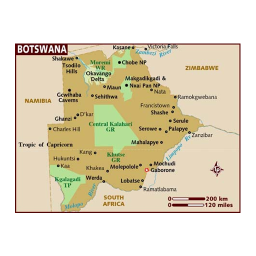 BOTSWANA
Kasane
Victoria Falls
Zambezi River
Shakawe
Chobe NP
Tsodilo
Hills
Moremi
WR
Okavango
Delta
ZIMBABWE
Makgadikgadi &
Nxai Pan NP
Maun
Gcwihaba
Caverns
Sehithwa
Nata
Ramokgwebana
NAMIBIA
Francistown
D'kar
Shashe
Ghanzi
Serule
Charles Hill
Central Kalahari
GR
Serowe
Palapye
Zanzibar
Tropic of Capricorn
Mahalapye
Limpopo River
Kang
Khutse
GR
Hukuntsi
Mochudi
Kaa
Khakea
Molepolole
Gaborone
Kgalagadi
TP
Werda
Lobatse
Ramatlabama
Molopo River
SOUTH
AFRICA
0 200 km
0 120 miles